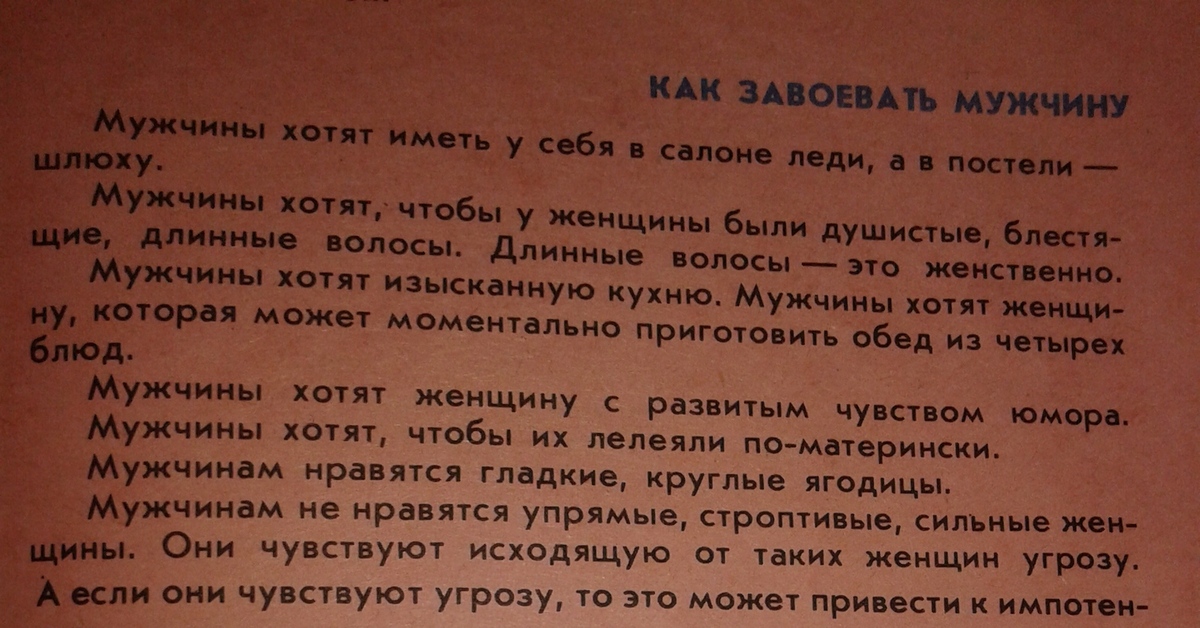 КАК ЗАВОЕВАТЬ МУЖЧИНУ
Мужчины хотят иметь у себя в салоне леди, а в постели —
шлюху.
Мужчины хотят, чтобы у женщины были душистые, блестя-
щие, длинные волосы. Длинные волосы — это женственно.
Мужчины хотят изысканную кухню. Мужчины хотят женщи-
ну, которая может моментально приготовить обед из четырех
блюд.
Мужчины хотят женщину с развитым чувством юмора.
Мужчины хотят, чтобы их лелеяли по-матерински.
Мужчинам нравятся гладкие, круглые ягодицы.
Мужчинам не нравятся упрямые, строптивые, сильные жен-
щины. Они чувствуют исходящую от таких женщин угрозу.
А если они чувствуют угрозу, то это может привести к импотен-